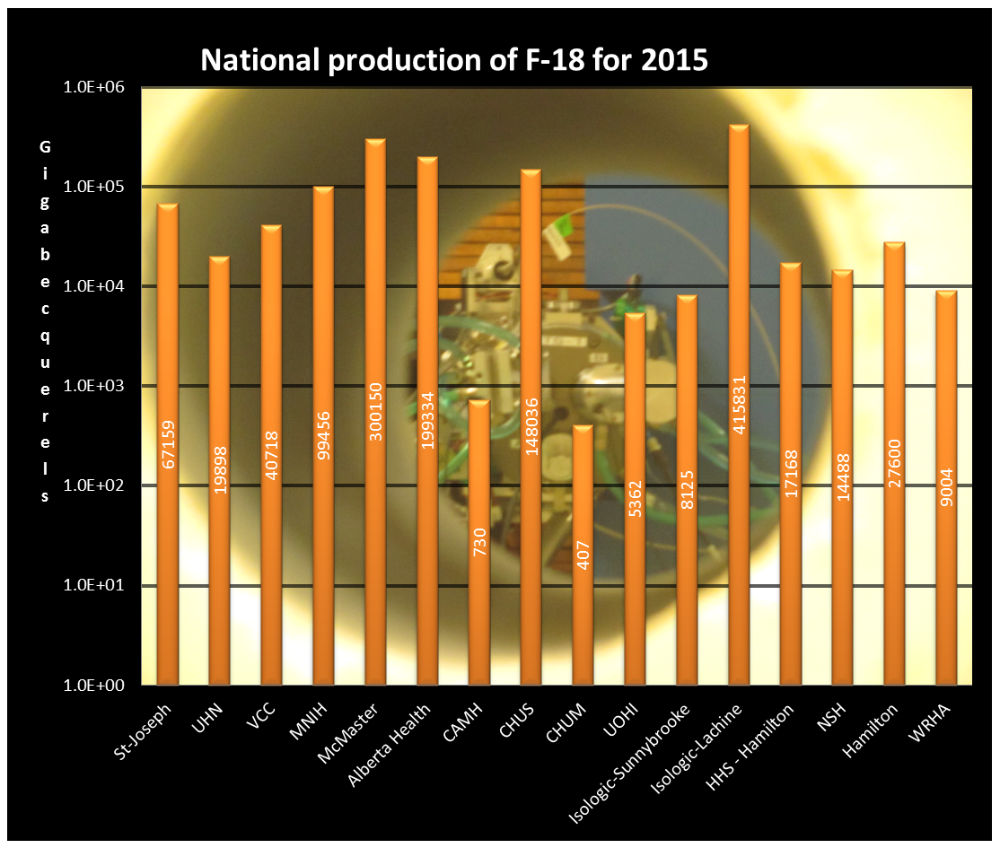 National production of F-18 for 2015
Gigabecquerels
1.0E+06
1.0E+05
1.0E+04
1.0E+03
1.0E+02
1.0E+01
1.0E+00
67159
19898
40718
99456
300150
199334
730
148036
407
5362
8125
415831
17168
14488
27600
9004
St-Joseph
UHN
VCC
MNIH
McMaster
Alberta Health
CAMH
CHUS
CHUM
UOHI
Isologic-Sunnybrooke
Isologic-Lachine
HHS - Hamilton
NSH
Hamilton
WRHA